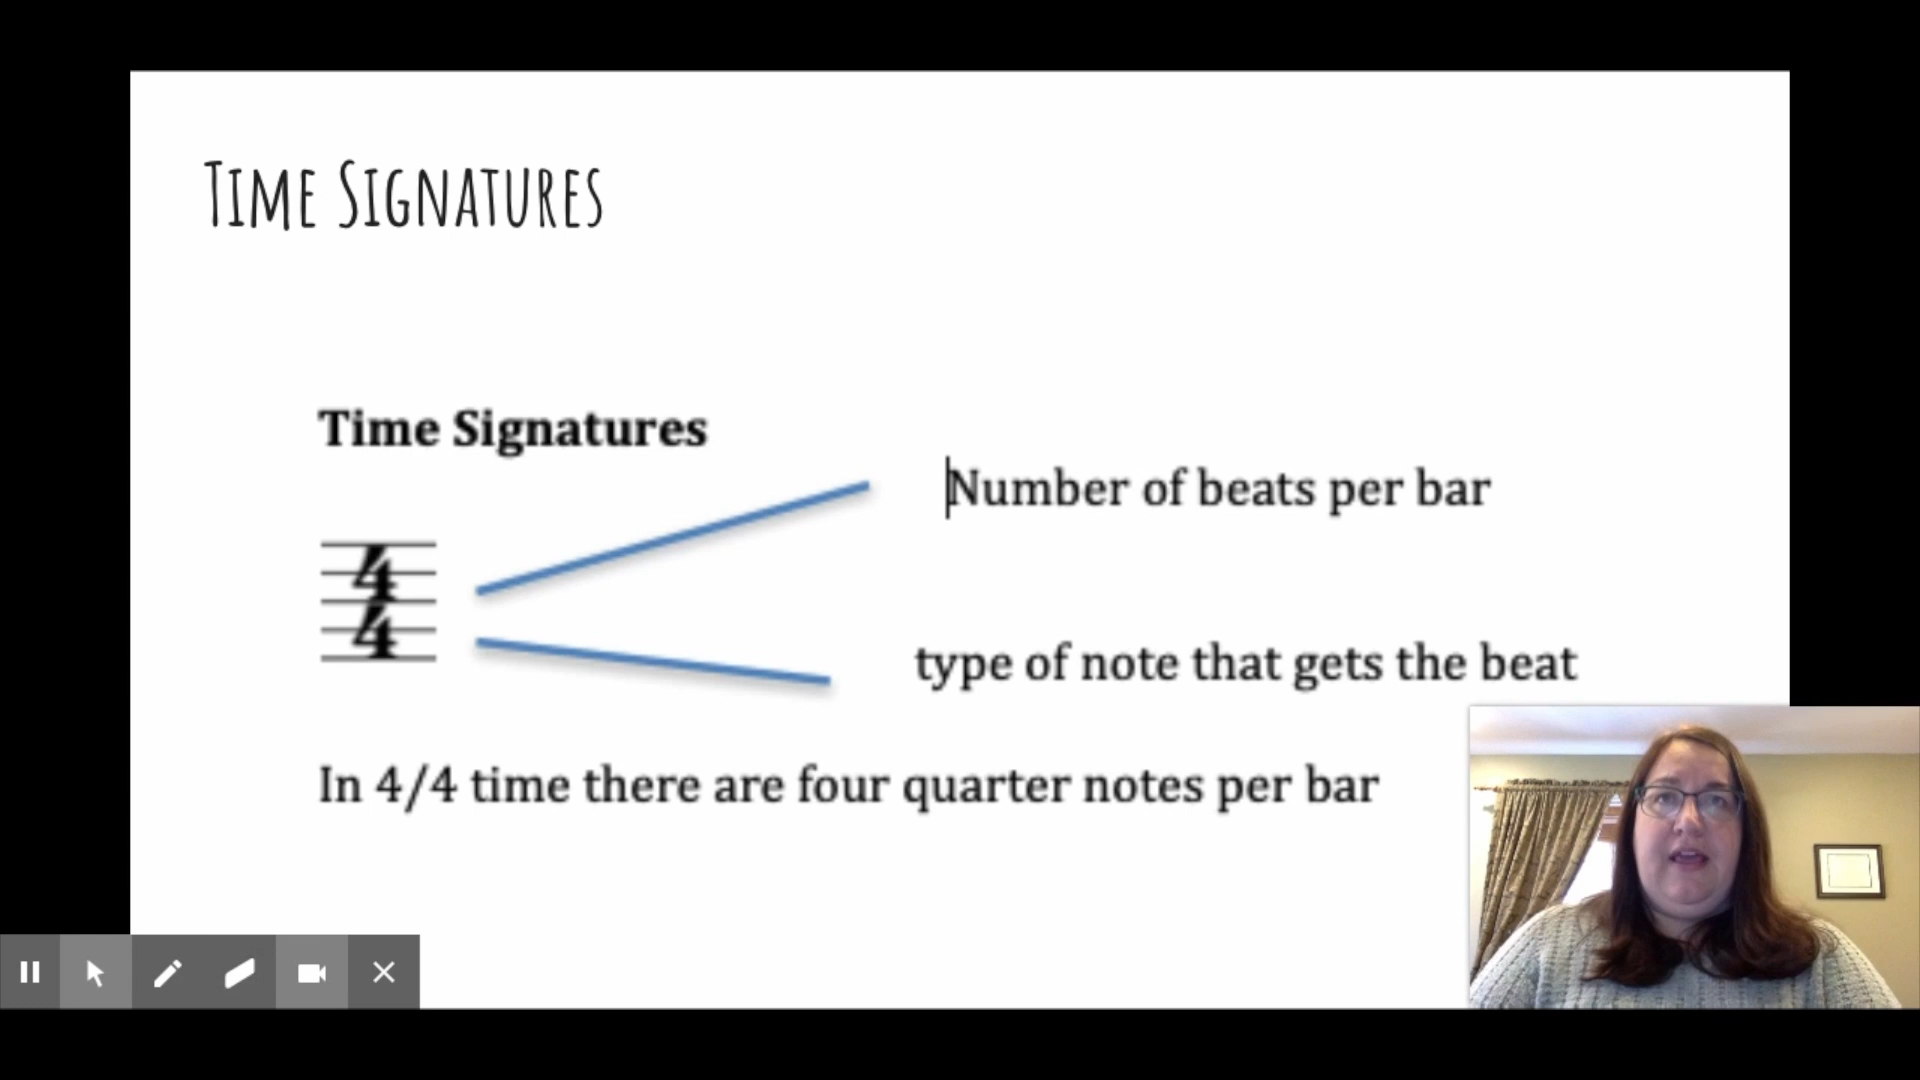 Time Signatures
Time Signatures
Number of beats per bar
4
4
type of note that gets the beat
In 4/4 time there are four quarter notes per bar